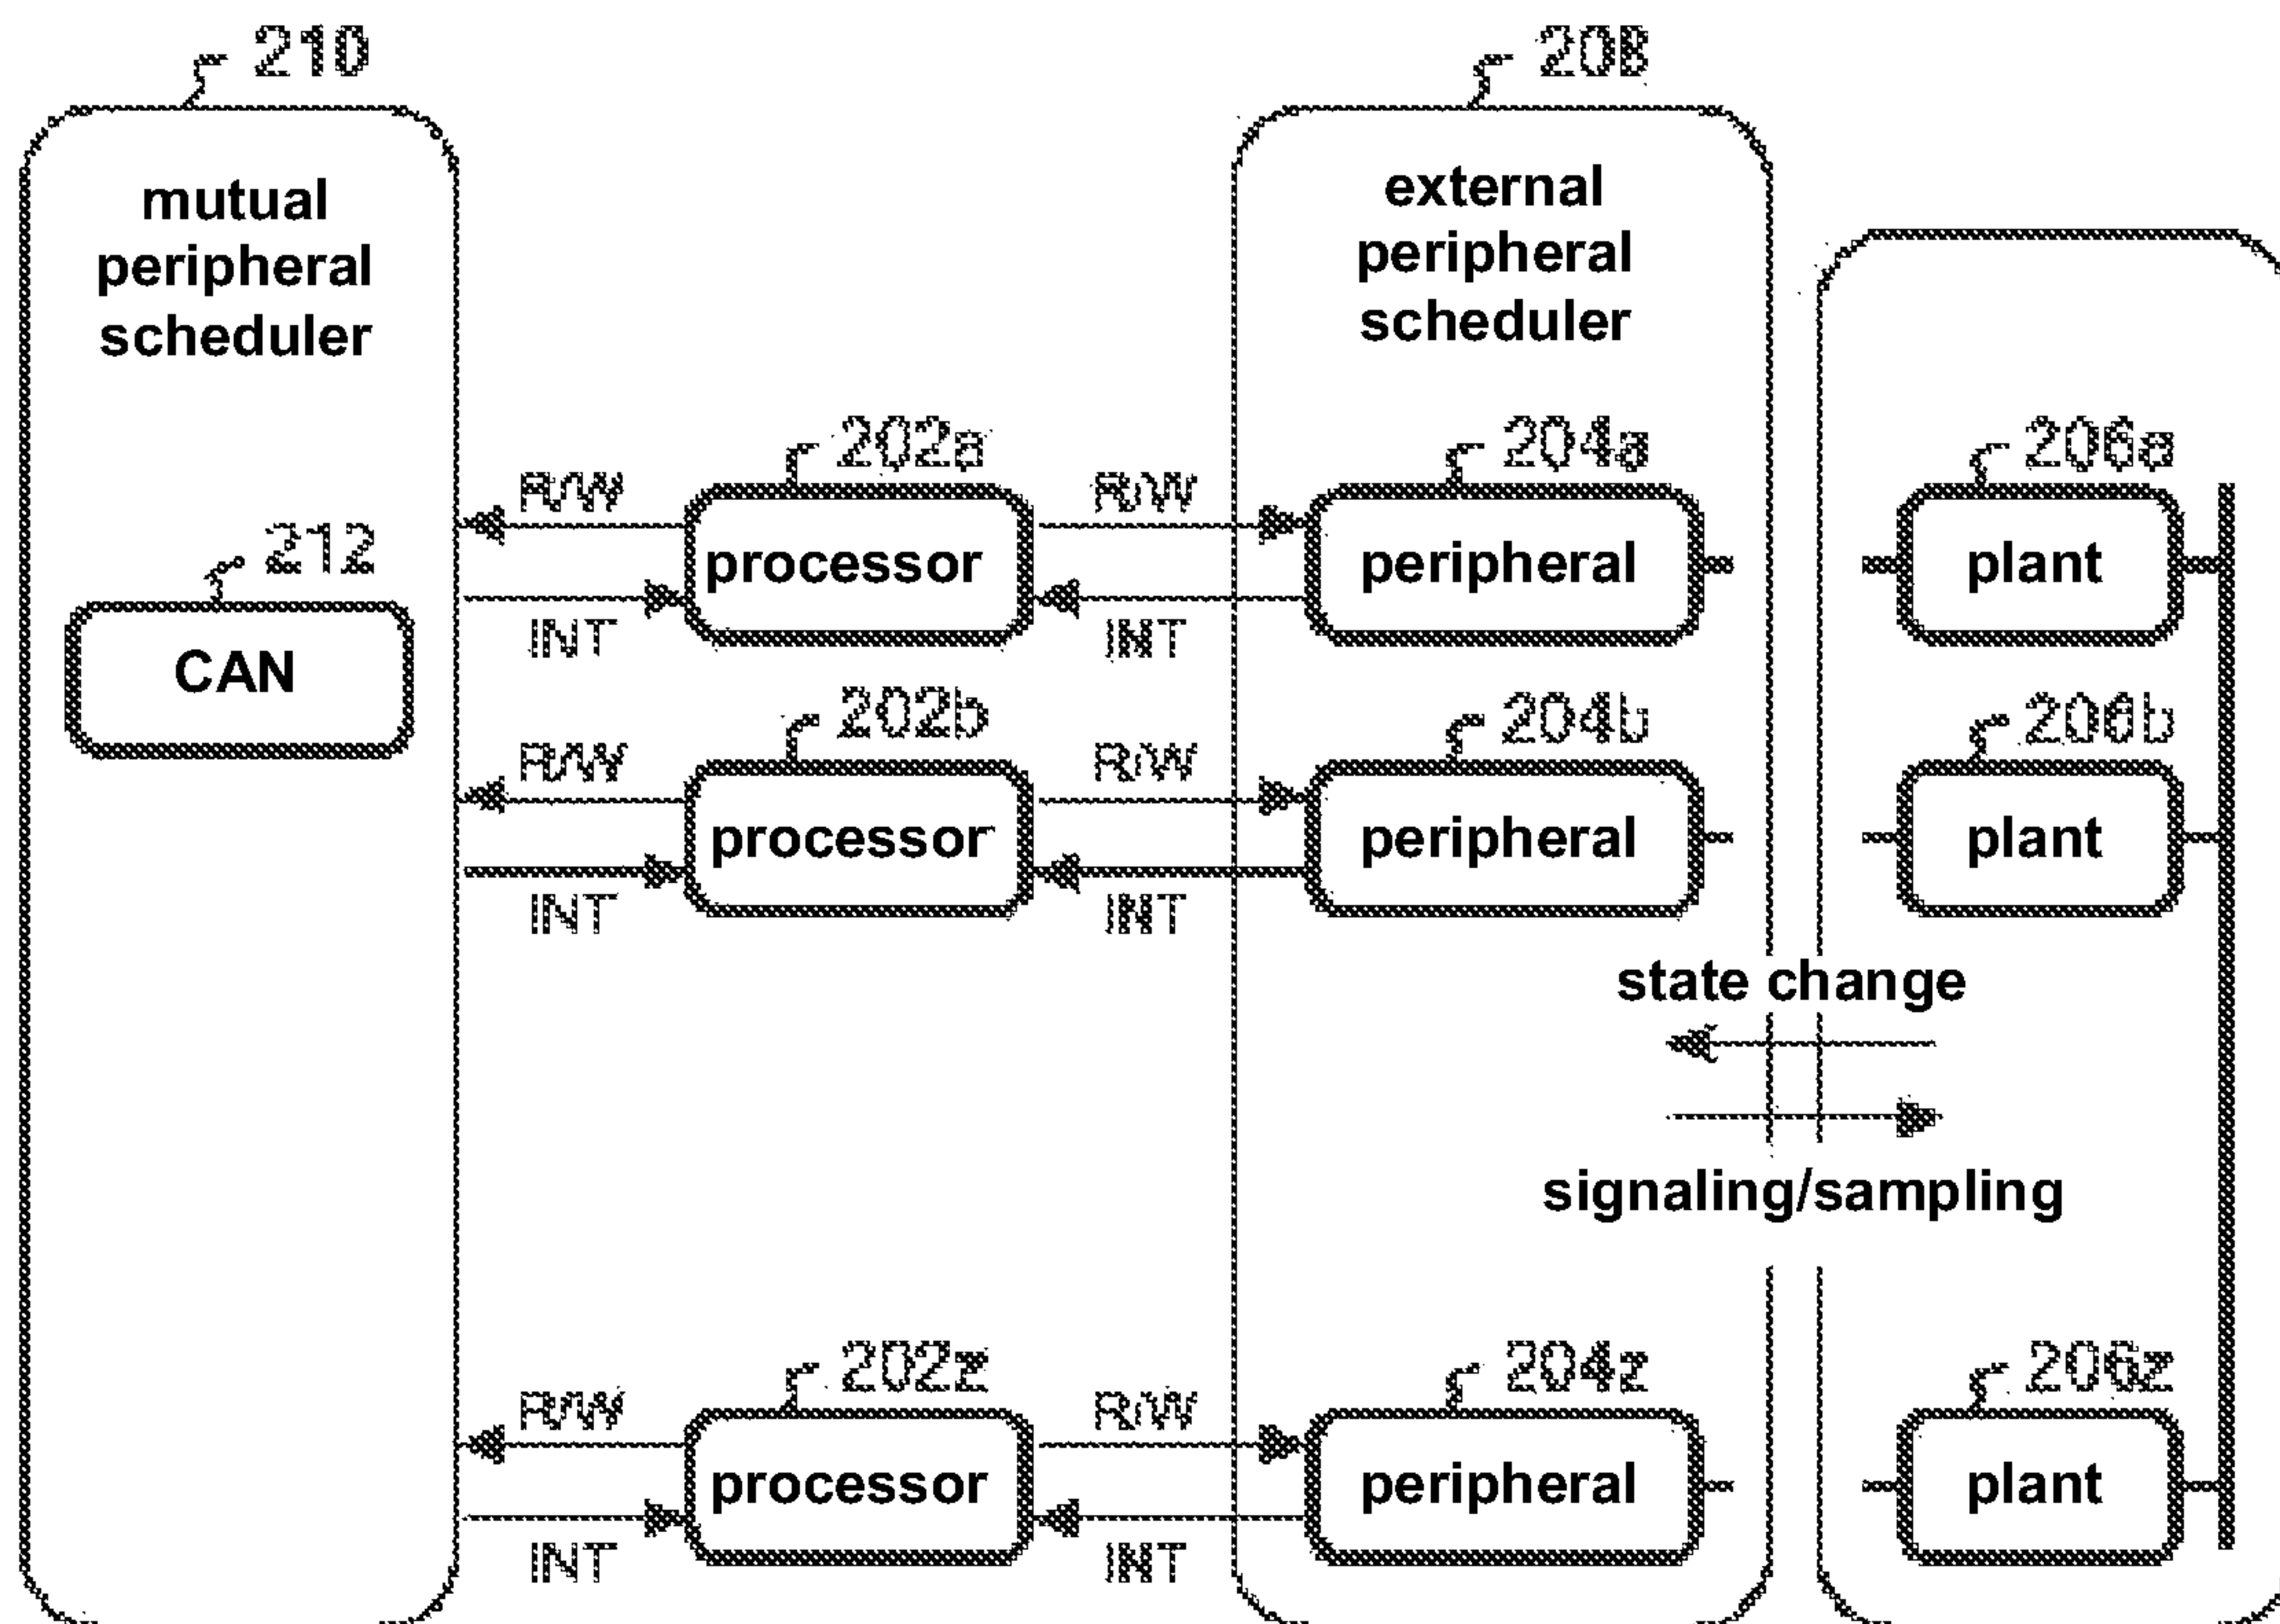 210
208
mutual
peripheral
scheduler
external
peripheral
scheduler
202a
204a
206a
R/W
R/W
212
processor
peripheral
plant
INT
INT
CAN
202b
204b
206b
R/W
R/W
processor
peripheral
plant
INT
INT
state change
signaling/sampling
202z
204z
206z
R/W
R/W
processor
peripheral
plant
INT
INT